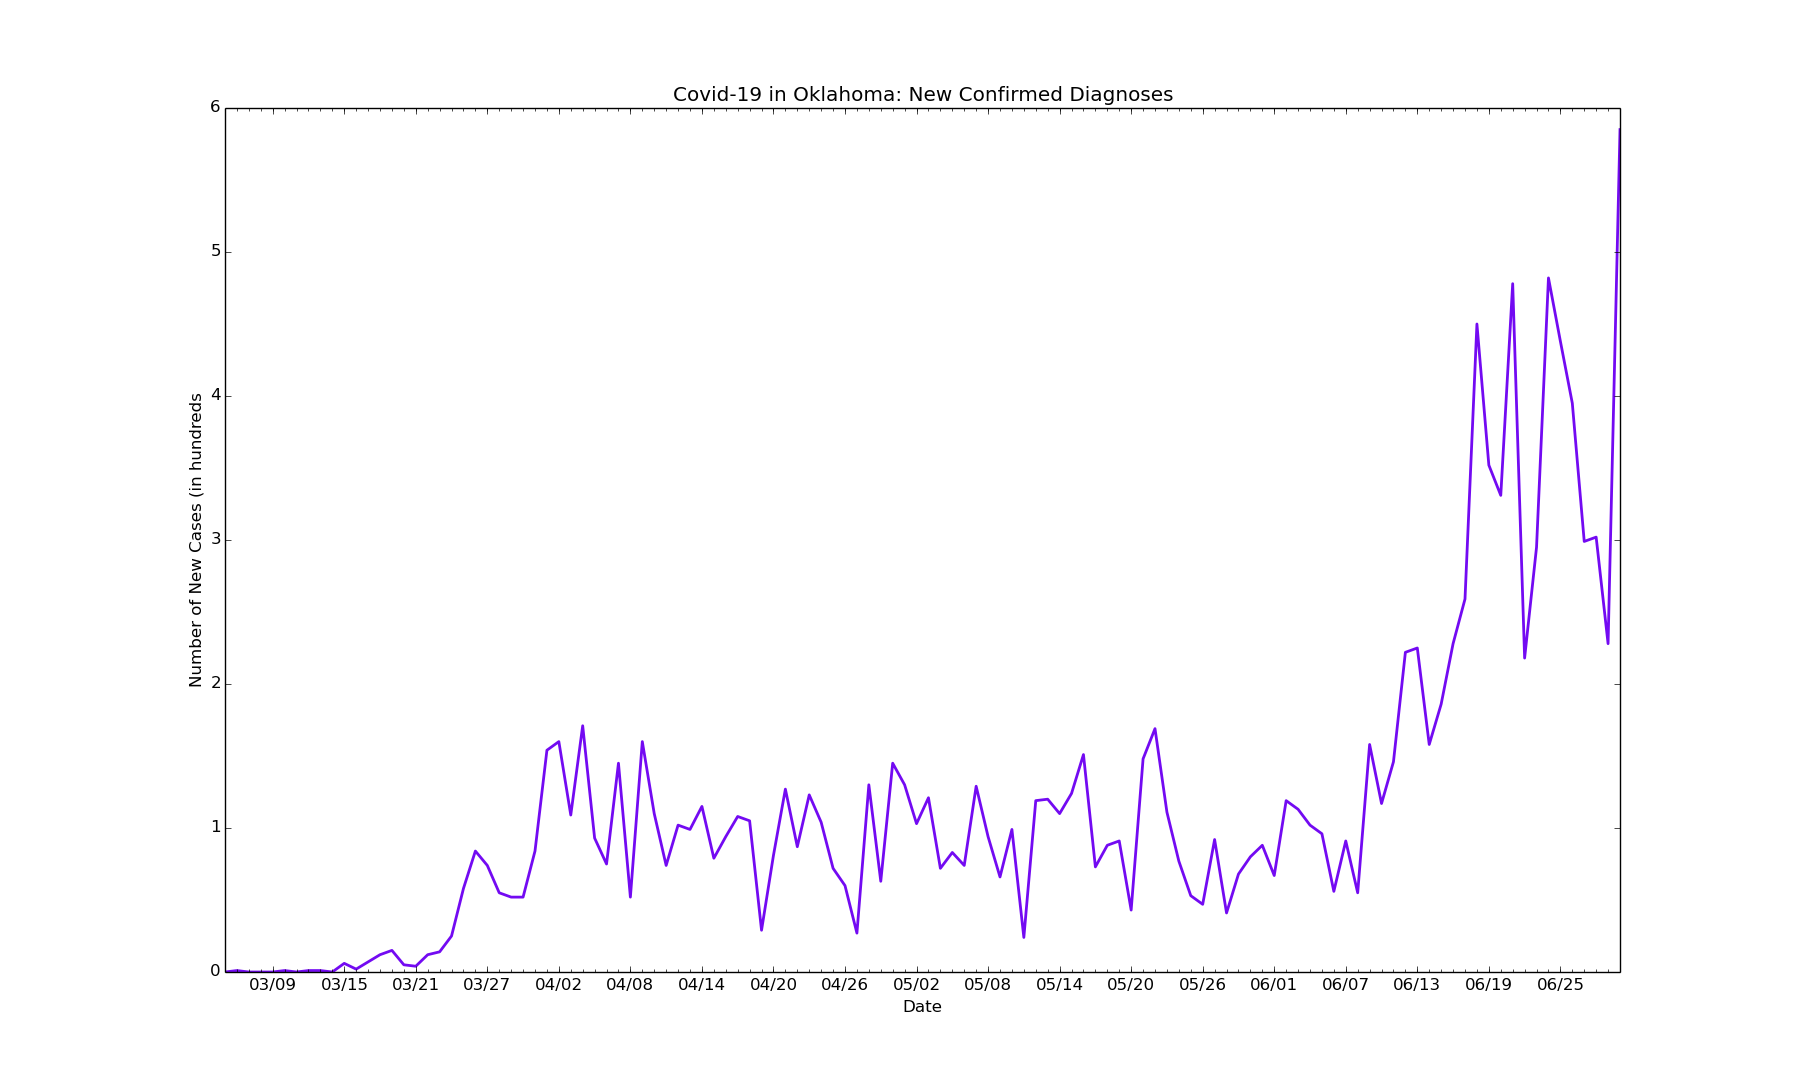 Covid-19 in Oklahoma: New Confirmed Diagnoses
6
5
4
3
2
1
0
Number of New Cases (in hundreds
03/09 03/15 03/21 03/27 04/02 04/08 04/14 04/20 04/26 05/02 05/08 05/14 05/20 05/26 06/01 06/07 06/13 06/19 06/25
Date